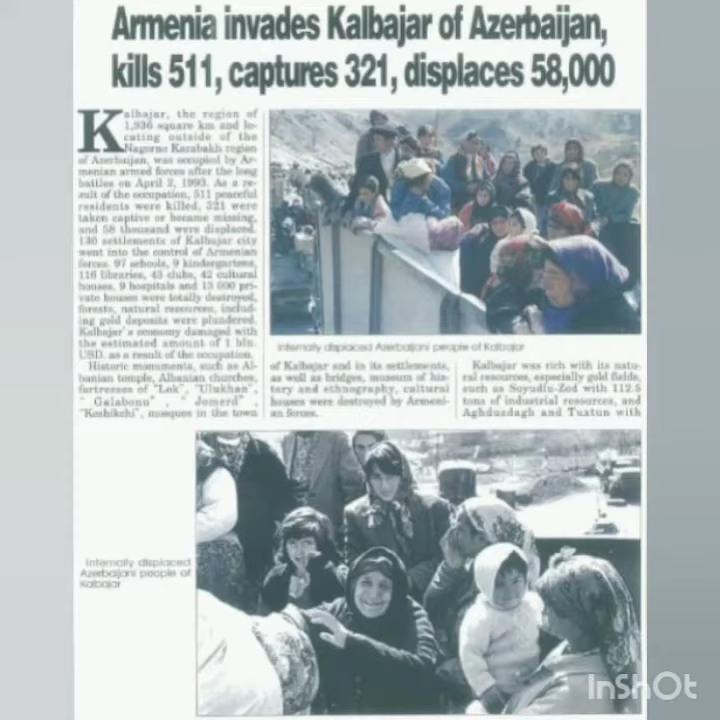 Armenia invades Kalbajar of Azerbaijan,
kills 511, captures 321, displaces 58,000
Kalbajar, the region of
1,936 square km and lo-
cating outside of the
Nagorno Karabakh region
of Azerbaijan, was occupied by Ar-
menian armed forces after the long
battles on April 2, 1993. As a re-
sult of the occupation, 511 peaceful
residents were killed, 321 were
taken captive or became missing,
and 58 thousand were displaced.
130 settlements of Kalbajar city
went into the control of Armenian
forces. 97 schools, 9 kindergartens,
116 libraries, 43 clubs, 42 cultural
houses, 9 hospitals and 13 000 pri-
vate houses were totally destroyed,
forests, natural resources, includ-
ing gold deposits were plundered.
Kalbajar's economy damaged with
the estimated amount of 1 bln.
USD. as a result of the occupation.
Historic monuments, such as Al-
banian temple, Albanian churches,
fortresses of "Lok", "Ulukhan",
"Galabonu", "Jomerd",
"Keshikchi", mosques in the town
Internally displaced Azerbaijani people of Kalbajar
of Kalbajar and in its settlements,
as well as bridges, museum of his-
tory and ethnography, cultural
houses were destroyed by Armeni-
an forces.
Kalbajar was rich with its natu-
ral resources, especially gold fields,
such as Soyudlu-Zod with 112.5
tons of industrial resources, and
Aghduzdagh and Tuxtun with
Internally displaced
Azerbaijani people of
Kalbajar
InShOt